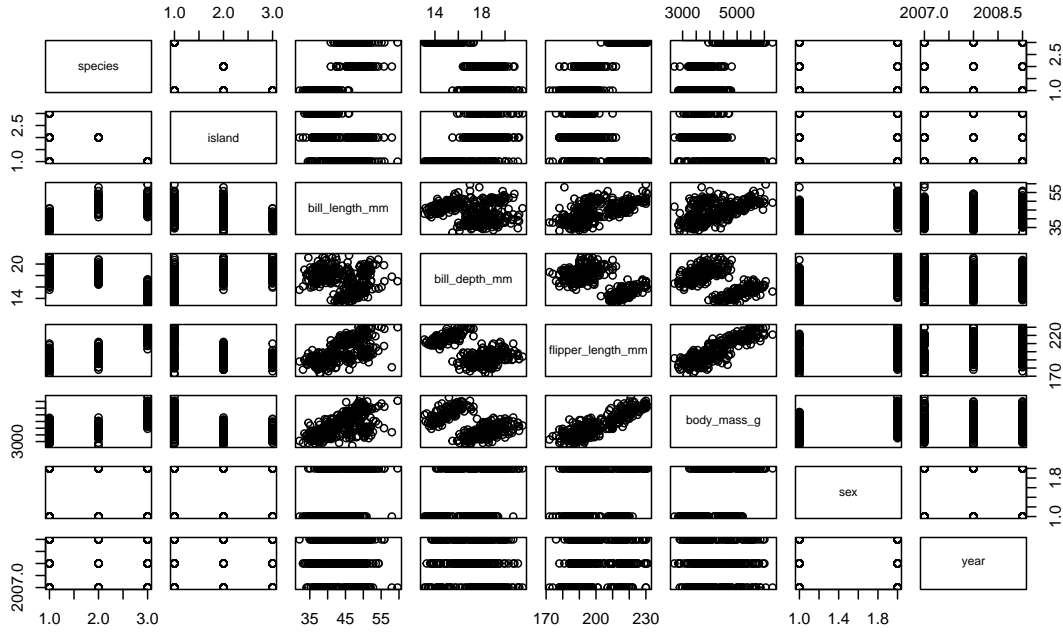 1.0 2.0 3.0 14 18 3000 5000 2007.0 2008.5
species 1.0 2.5
1.0 2.5 island
bill_length_mm 35 55
14 20 bill_depth_mm
flipper_length_mm 170 220
3000 body_mass_g
sex 1.0 1.8
2007.0 year
1.0 2.0 3.0 35 45 55 170 200 230 1.0 1.4 1.8